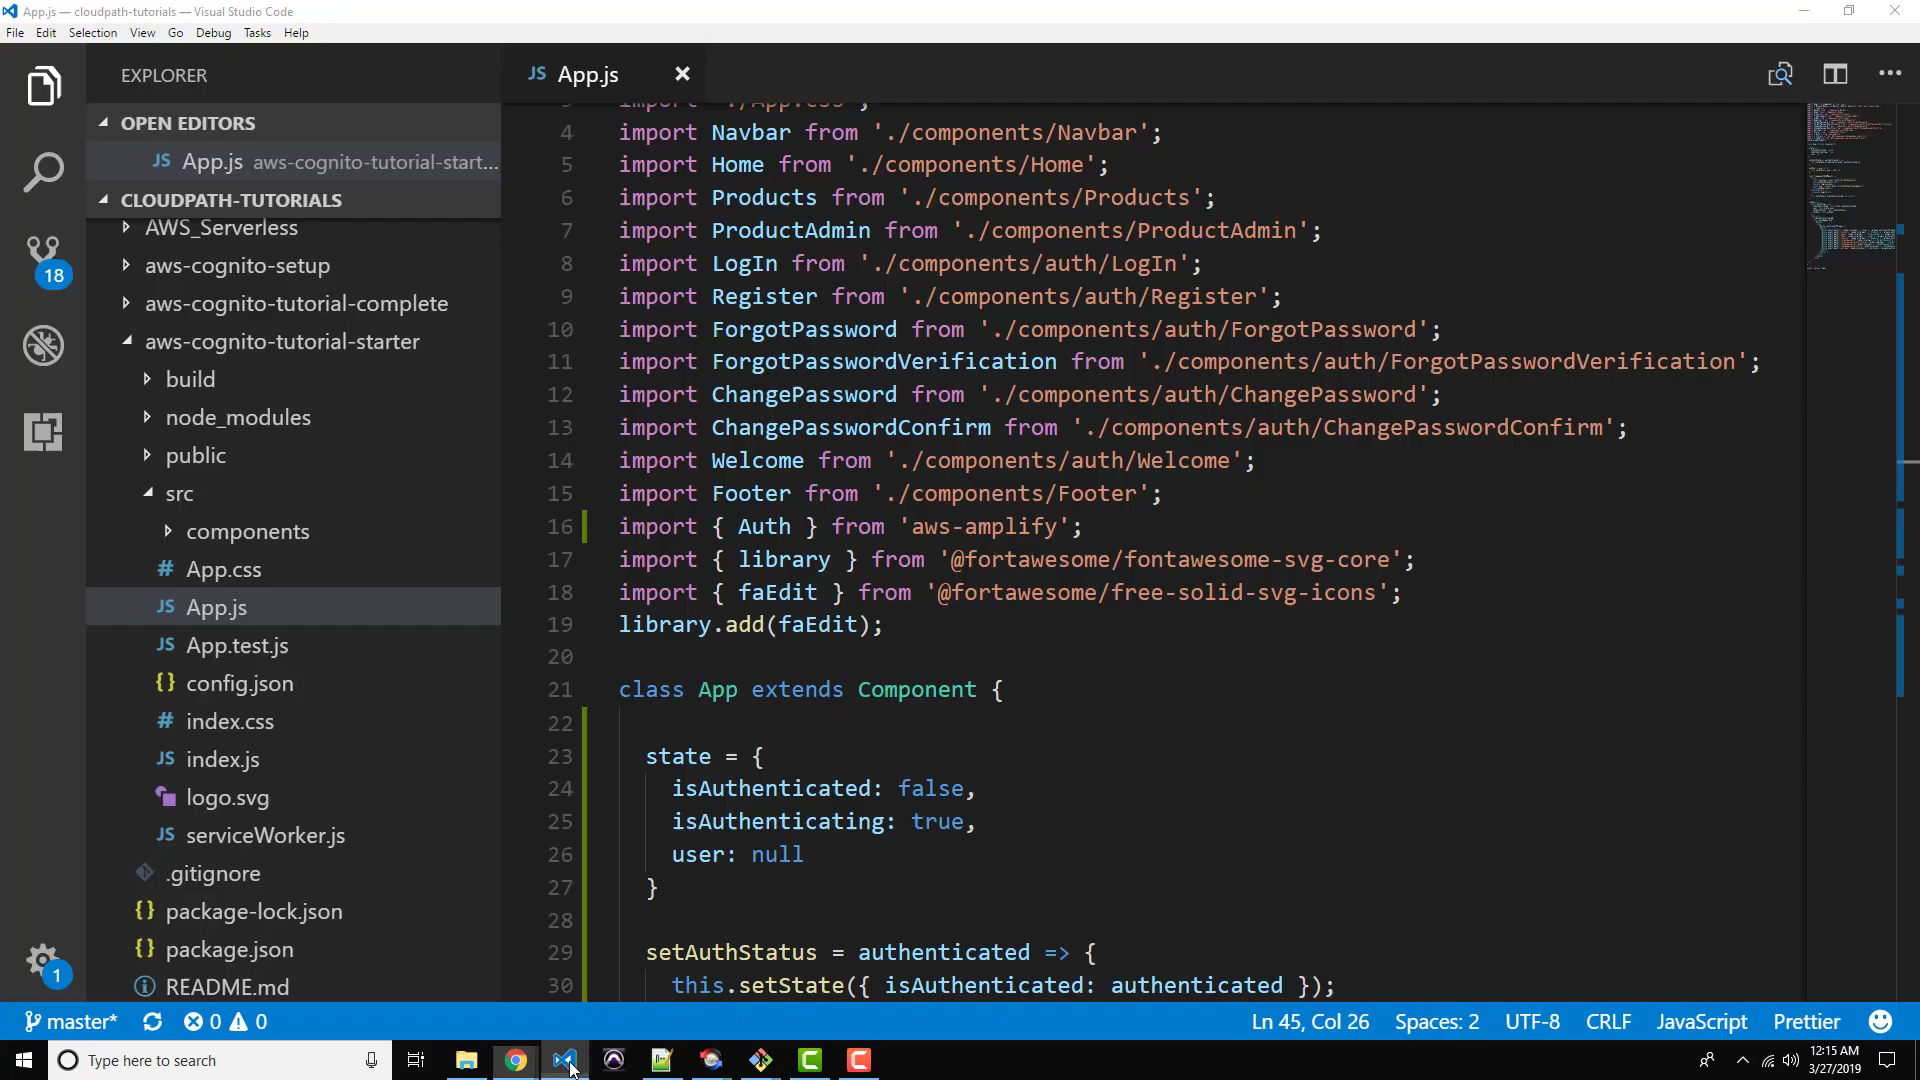 App.js — cloudpath-tutorials — Visual Studio Code
File Edit Selection View Go Debug Tasks Help
EXPLORER
JS App.js
OPEN EDITORS
JS App.js aws-cognito-tutorial-start...
CLOUDPATH-TUTORIALS
AWS_Serverless
aws-cognito-setup
aws-cognito-tutorial-complete
aws-cognito-tutorial-starter
build
node_modules
public
src
components
# App.css
JS App.js
JS App.test.js
{} config.json
# index.css
JS index.js
logo.svg
JS serviceWorker.js
.gitignore
{} package-lock.json
{} package.json
README.md
18
1
import './App.css';
4 import Navbar from './components/Navbar';
5 import Home from './components/Home';
6 import Products from './components/Products';
7 import ProductAdmin from './components/ProductAdmin';
8 import LogIn from './components/auth/LogIn';
9 import Register from './components/auth/Register';
10 import ForgotPassword from './components/auth/ForgotPassword';
11 import ForgotPasswordVerification from './components/auth/ForgotPasswordVerification';
12 import ChangePassword from './components/auth/ChangePassword';
13 import ChangePasswordConfirm from './components/auth/ChangePasswordConfirm';
14 import Welcome from './components/auth/Welcome';
15 import Footer from './components/Footer';
16 import { Auth } from 'aws-amplify';
17 import { library } from '@fortawesome/fontawesome-svg-core';
18 import { faEdit } from '@fortawesome/free-solid-svg-icons';
19 library.add(faEdit);
20
21 class App extends Component {
22
23 state = {
24 isAuthenticated: false,
25 isAuthenticating: true,
26 user: null
27 }
28
29 setAuthStatus = authenticated => {
30 this.setState({ isAuthenticated: authenticated });
master* 0 0 Ln 45, Col 26 Spaces: 2 UTF-8 CRLF JavaScript Prettier
Type here to search
12:15 AM
3/27/2019